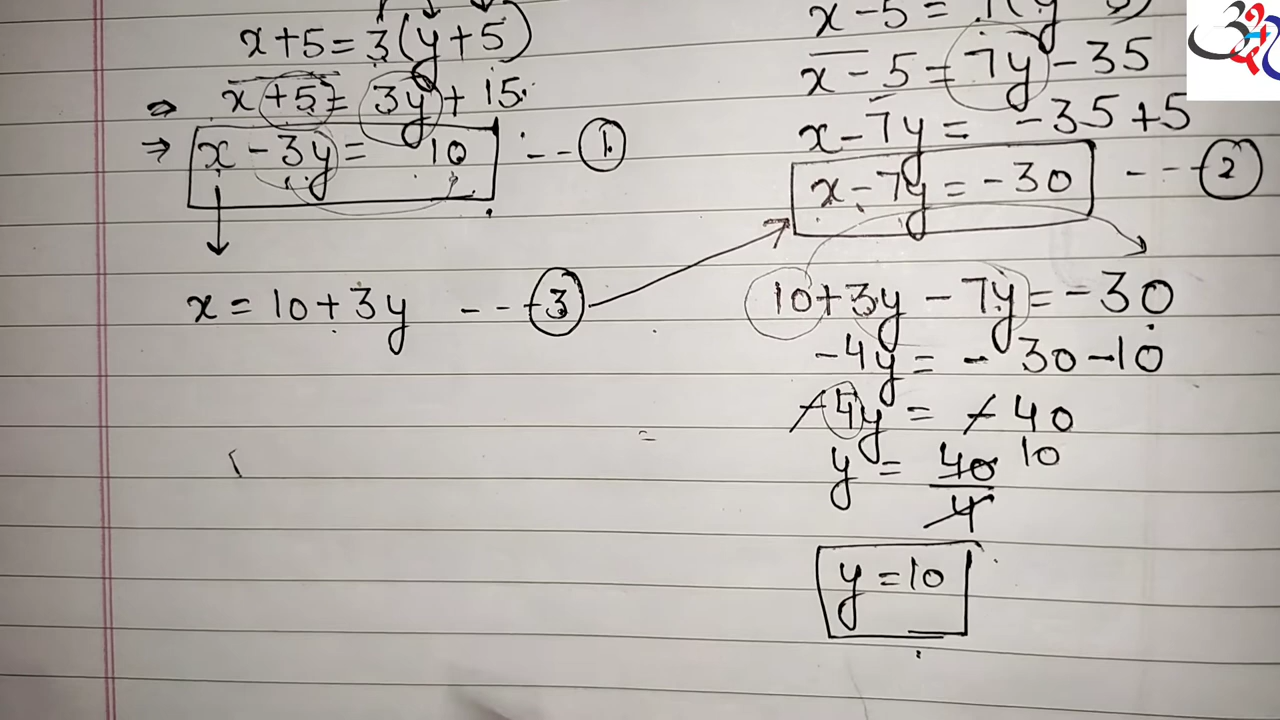 x+5=3(y+5)
⇒ x+5= 3y+15
⇒ x-3y= 10 ---①
x=10+3y ---③
x-5=
x-5=7y-35
x-7y= -35+5
x-7y=-30 ---②
10+3y-7y=-30
-4y= -30-10
-4y = -40
y = 40/4 10
y=10